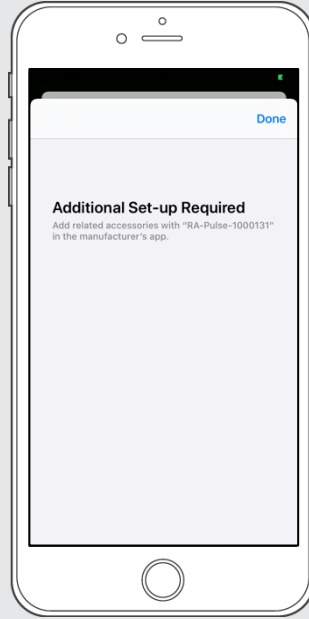 Done
Additional Set-up Required
Add related accessories with “RA-Pulse-1000131”
in the manufacturer’s app.